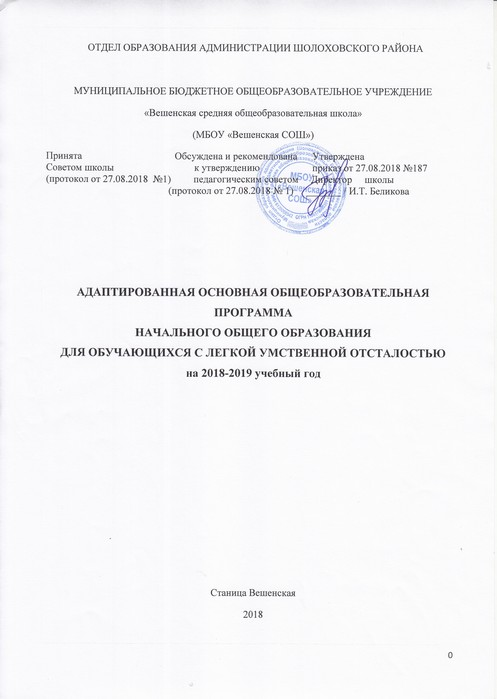 ОТДЕЛ ОБРАЗОВАНИЯ АДМИНИСТРАЦИИ ШОЛОХОВСКОГО РАЙОНА
МУНИЦИПАЛЬНОЕ БЮДЖЕТНОЕ ОБЩЕОБРАЗОВАТЕЛЬНОЕ УЧРЕЖДЕНИЕ
«Вешенская средняя общеобразовательная школа»
(МБОУ «Вешенская СОШ»)
Принята Обсуждена и рекомендована Утверждена
Советом школы к утверждению приказ от 27.08.2018 №187
(протокол от 27.08.2018 №1) педагогическим советом Директор школы
(протокол от 27.08.2018 № 1) И.Т. Беликова
МБОУ
«Вешенская
СОШ»
АДАПТИРОВАННАЯ ОСНОВНАЯ ОБЩЕОБРАЗОВАТЕЛЬНАЯ
ПРОГРАММА
НАЧАЛЬНОГО ОБЩЕГО ОБРАЗОВАНИЯ
ДЛЯ ОБУЧАЮЩИХСЯ С ЛЕГКОЙ УМСТВЕННОЙ ОТСТАЛОСТЬЮ
на 2018-2019 учебный год
Станица Вешенская
2018
0